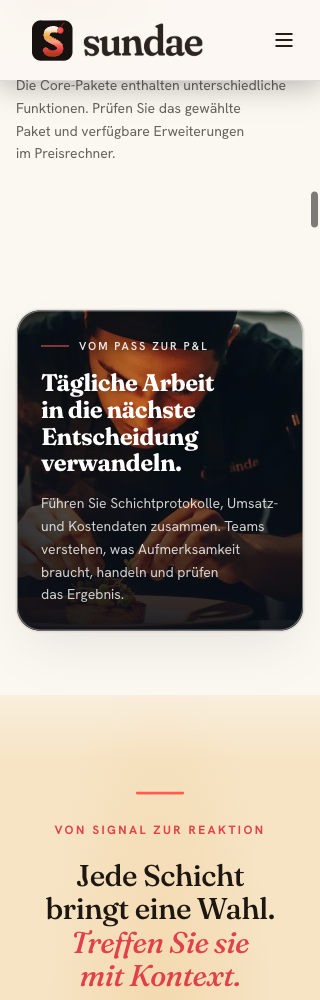 sundae
Die Core-Pakete enthalten unterschiedliche
Funktionen. Prüfen Sie das gewählte
Paket und verfügbare Erweiterungen
im Preisrechner.
VOM PASS ZUR P&L
Tägliche Arbeit
in die nächste
Entscheidung
verwandeln.
Führen Sie Schichtprotokolle, Umsatz-
und Kostendaten zusammen. Teams
verstehen, was Aufmerksamkeit
braucht, handeln und prüfen
das Ergebnis.
VON SIGNAL ZUR REAKTION
Jede Schicht
bringt eine Wahl.
Treffen Sie sie
mit Kontext.